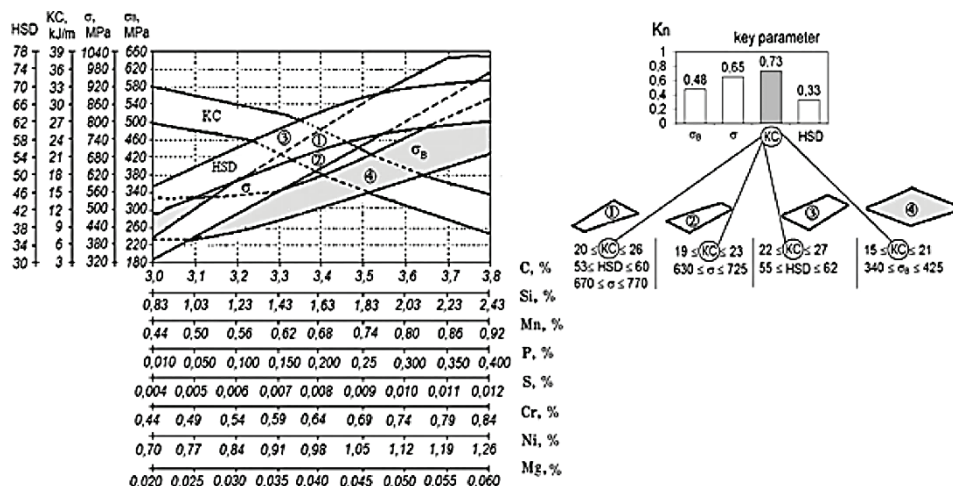 HSD KC, σ, σB,
kJ/m MPa MPa
78 39 1040 660
74 36 980 620
70 33 920 580
66 30 860 540
62 27 800 500
58 24 740 460
54 21 680 420
50 18 620 380
46 15 560 340
42 12 500 300
38 9 440 260
34 6 380 220
30 3 320 180
KC
③ ①
HSD ② σB
σ ④
3,0 3,1 3,2 3,3 3,4 3,5 3,6 3,7 3,8 C, %
0,83 1,03 1,23 1,43 1,63 1,83 2,03 2,23 2,43 Si, %
0,44 0,50 0,56 0,62 0,68 0,74 0,80 0,86 0,92 Mn, %
0,010 0,050 0,100 0,150 0,200 0,25 0,300 0,350 0,400 P, %
0,004 0,005 0,006 0,007 0,008 0,009 0,010 0,011 0,012 S, %
0,44 0,49 0,54 0,59 0,64 0,69 0,74 0,79 0,84 Cr, %
0,70 0,77 0,84 0,91 0,98 1,05 1,12 1,19 1,26 Ni, %
0,020 0,025 0,030 0,035 0,040 0,045 0,050 0,055 0,060 Mg,%
Kn
key parameter
1
0,8
0,6
0,4
0,2
0
0,48 0,65 0,73 0,33
σB σ KC HSD
① ② ③ ④
20 ≤ KC ≤ 26
53≤ HSD ≤ 60
670 ≤ σ ≤ 770
19 ≤ KC ≤ 23
630 ≤ σ ≤ 725
22 ≤ KC ≤ 27
55 ≤ HSD ≤ 62
15 ≤ KC ≤ 21
340 ≤ σB ≤ 425